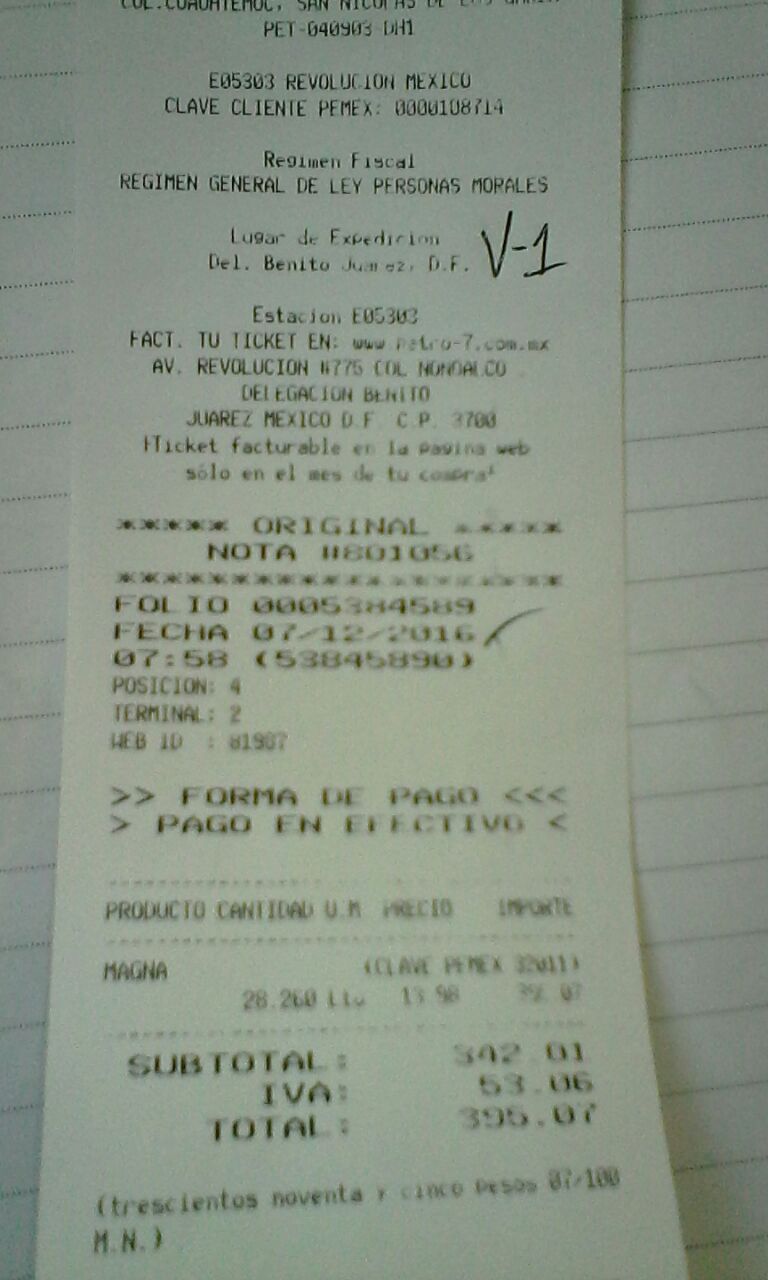 COL.CUAUHTEMOC, SAN NICOLAS DE LOS GARZA
PET-040903-DH1
E05303 REVOLUCION MEXICO
CLAVE CLIENTE PEMEX: 0000108714
Regimen Fiscal
REGIMEN GENERAL DE LEY PERSONAS MORALES
Lugar de Expedicion
Del. Benito Juarez, D.F.
V-1
Estacion E05303
FACT. TU TICKET EN: www.petro-7.com.mx
AV. REVOLUCION #775 COL NONOALCO
DELEGACION BENITO
JUAREZ MEXICO D.F. C.P. 3700
!Ticket facturable en la pagina web
sólo en el mes de tu compra!
***** ORIGINAL *****
NOTA #801056
*********************
FOLIO 0005384589
FECHA 07/12/2016
07:58 (53845890)
POSICION: 4
TERMINAL: 2
WEB ID : 81987
>> FORMA DE PAGO <<<
> PAGO EN EFECTIVO <
PRODUCTO CANTIDAD U.M PRECIO IMPORTE
MAGNA (CLAVE PEMEX 32011)
28.260 13.98 395.07
SUBTOTAL: 342.01
IVA: 53.06
TOTAL: 395.07
(trescientos noventa y cinco pesos 07/100
M.N.)